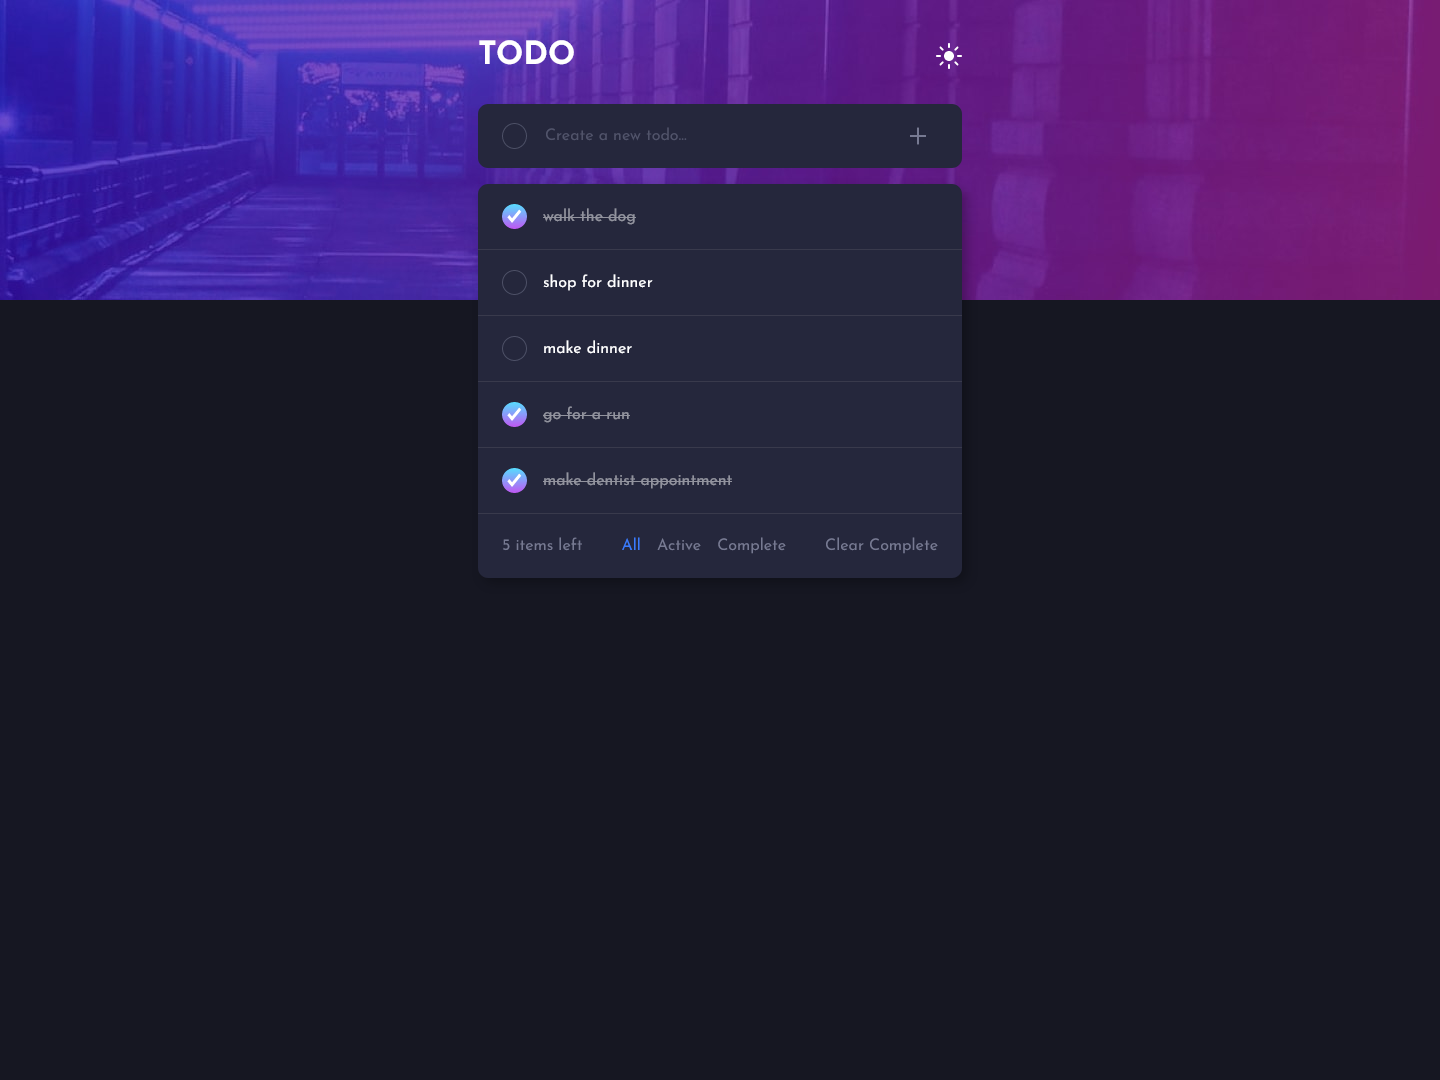 TODO
Create a new todo...
walk the dog
shop for dinner
make dinner
go for a run
make dentist appointment
5 items left All Active Complete Clear Complete